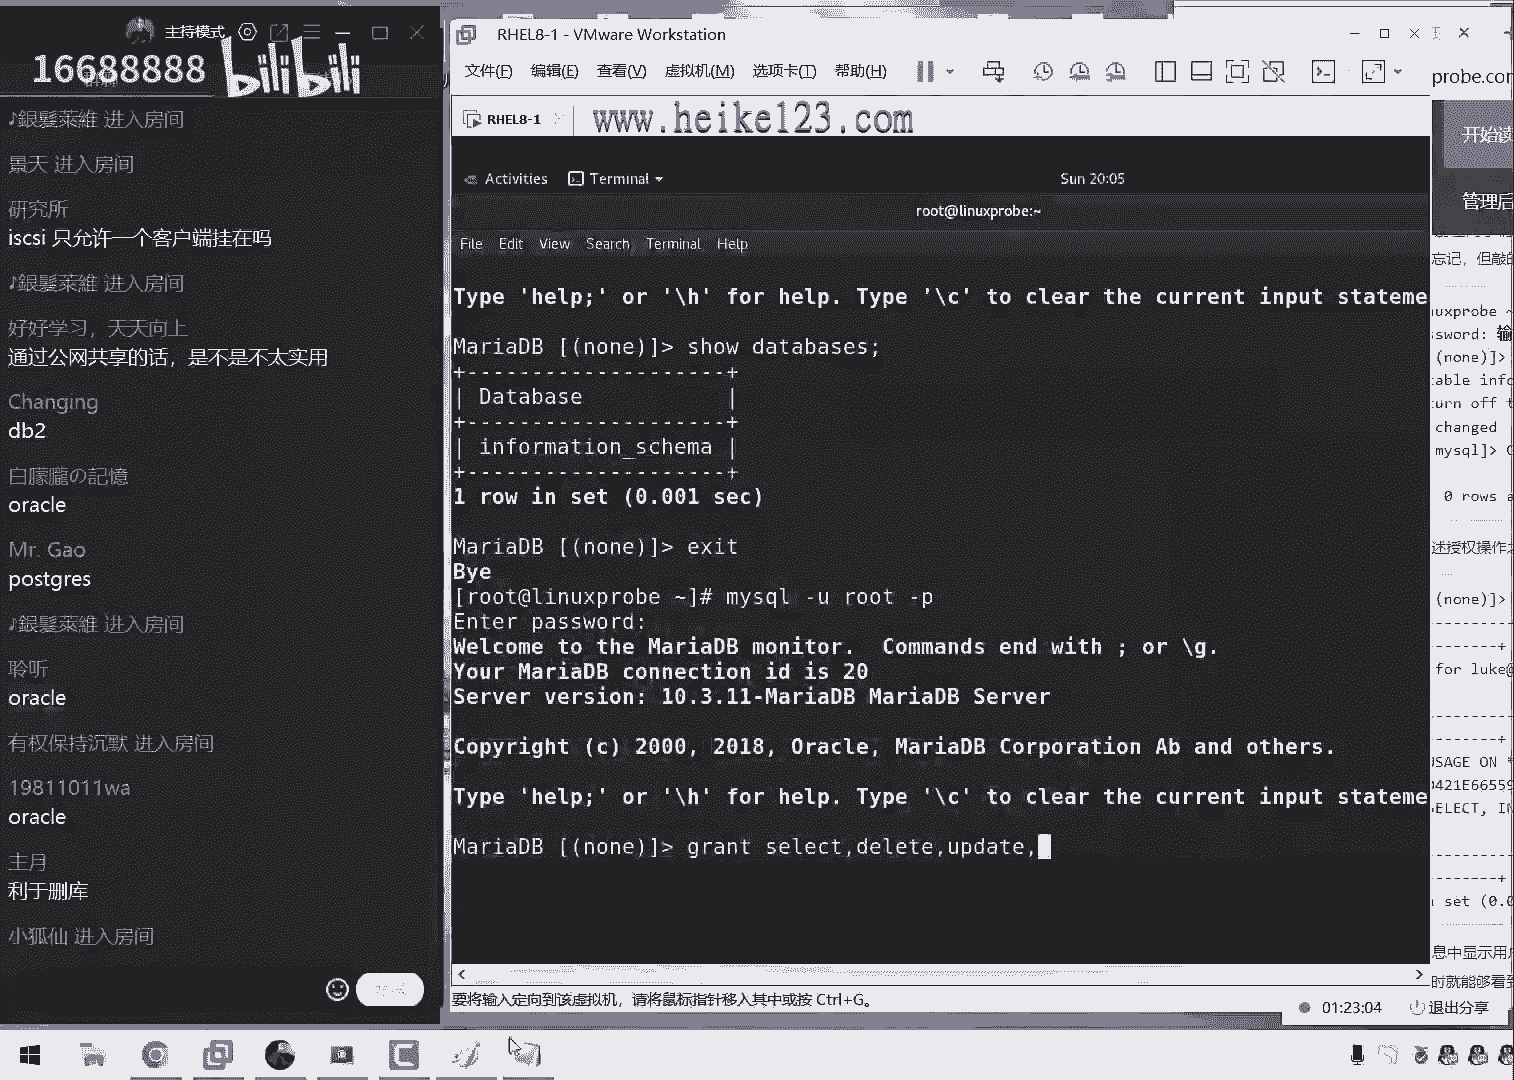 主持模式
16688888
bilibili
♪銀髮萊維 进入房间
景天 进入房间
研究所
iscsi 只允许一个客户端挂在吗
♪銀髮萊維 进入房间
好好学习，天天向上
通过公网共享的话，是不是不太实用
Changing
db2
白朦朧の記憶
oracle
Mr. Gao
postgres
♪銀髮萊維 进入房间
聆听
oracle
有权保持沉默 进入房间
19811011wa
oracle
主月
利于删库
小狐仙 进入房间
RHEL8-1 - VMware Workstation
文件(F) 编辑(E) 查看(V) 虚拟机(M) 选项卡(T) 帮助(H)
RHEL8-1
www.heike123.com
Activities Terminal Sun 20:05
root@linuxprobe:~
File Edit View Search Terminal Help
Type 'help;' or '\h' for help. Type '\c' to clear the current input stateme
MariaDB [(none)]> show databases;
+--------------------+
| Database |
+--------------------+
| information_schema |
+--------------------+
1 row in set (0.001 sec)
MariaDB [(none)]> exit
Bye
[root@linuxprobe ~]# mysql -u root -p
Enter password:
Welcome to the MariaDB monitor. Commands end with ; or \g.
Your MariaDB connection id is 20
Server version: 10.3.11-MariaDB MariaDB Server
Copyright (c) 2000, 2018, Oracle, MariaDB Corporation Ab and others.
Type 'help;' or '\h' for help. Type '\c' to clear the current input stateme
MariaDB [(none)]> grant select,delete,update,
要将输入定向到该虚拟机，请将鼠标指针移入其中或按 Ctrl+G。
01:23:04 退出分享
probe.con
开始读
管理后
忘记，但敲的
uxprobe ~
sword: 输
(none)]>
able info
urn off t
changed
mysql]> G
0 rows a
述授权操作之
(none)]>
--------+
for luke@
--------+
SAGE ON *
421E66559
ELECT, IN
-------+
set (0.0
息中显示用户
时就能够看到